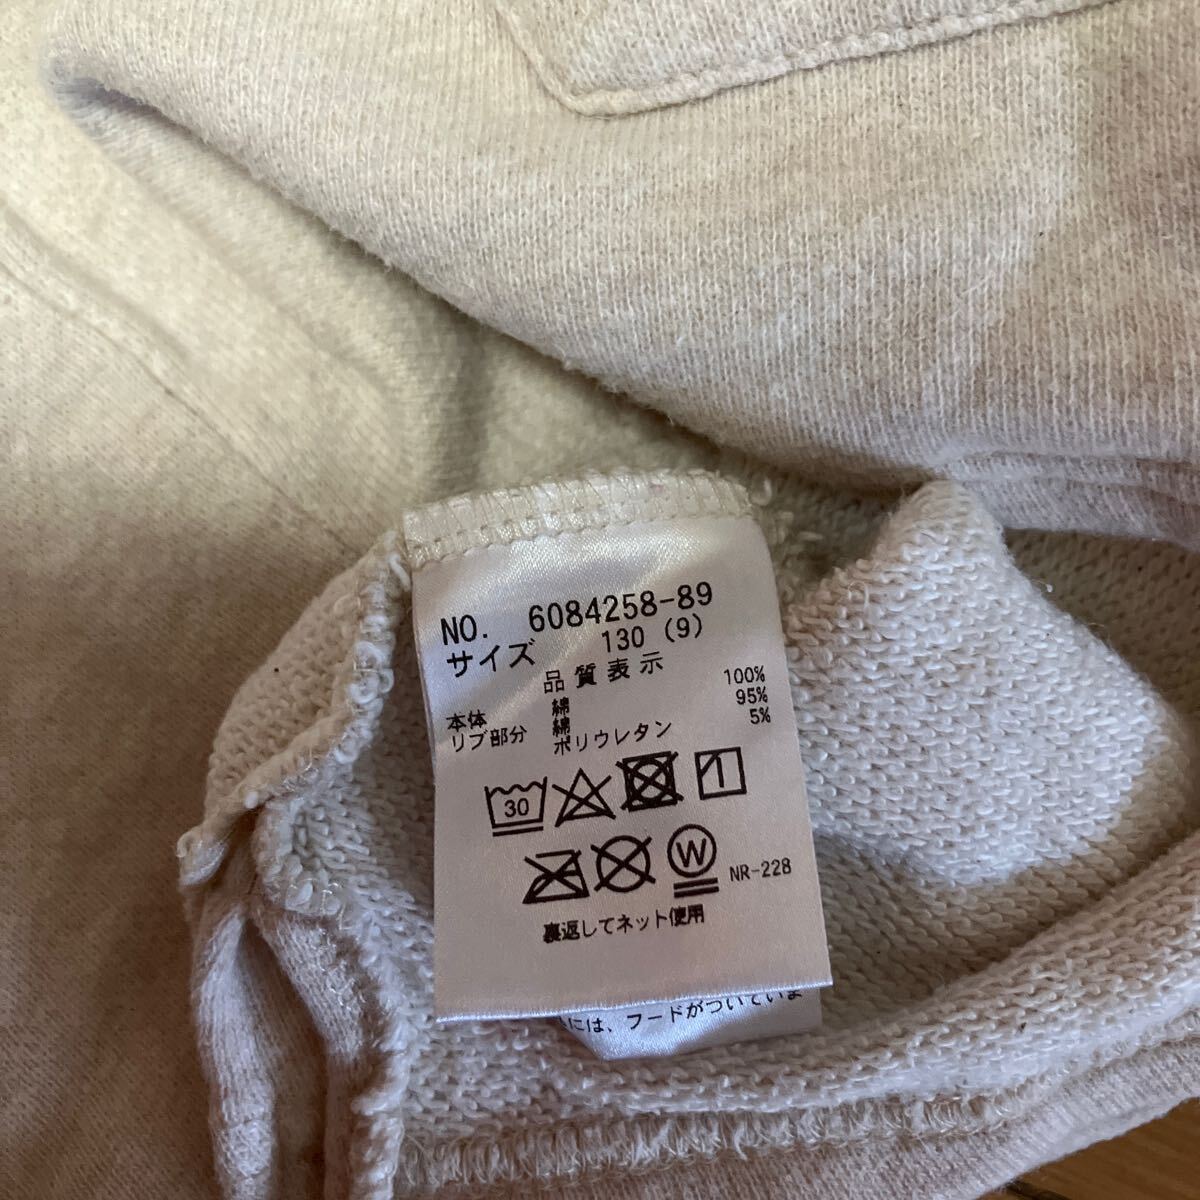 NO. 6084258-89
サイズ 130 (9)
品質表示
本体 綿 100%
リブ部分 綿 95%
ポリウレタン 5%
30
W
NR-228
裏返してネット使用
には、フードがついていま